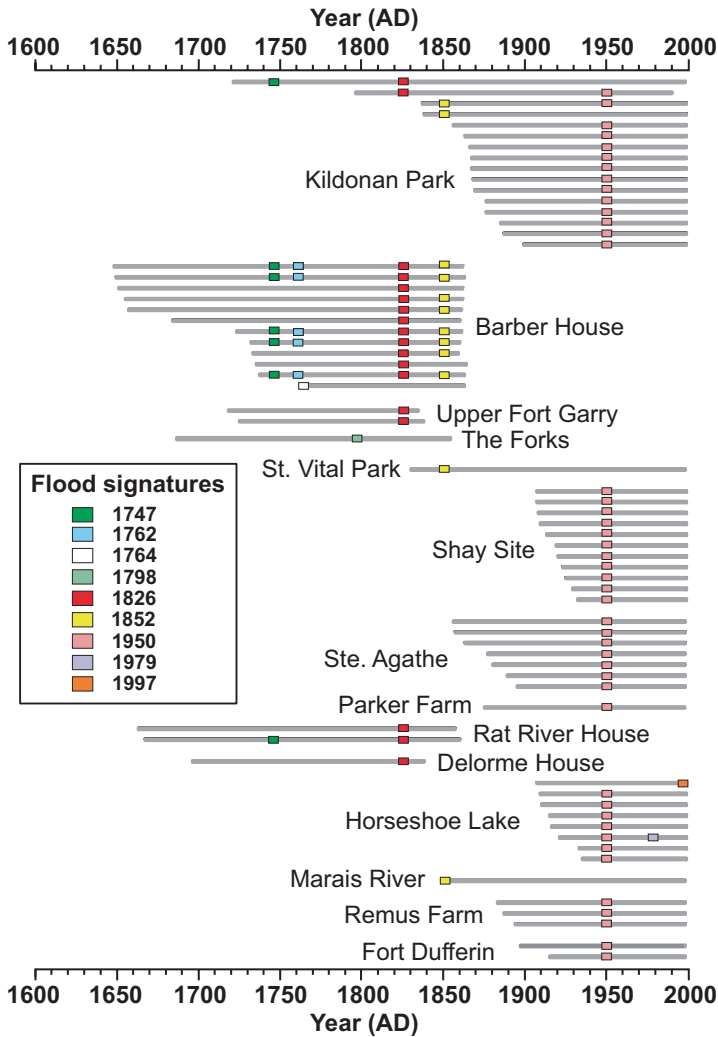 Year (AD)
1600 1650 1700 1750 1800 1850 1900 1950 2000
Kildonan Park
Barber House
Upper Fort Garry
The Forks
St. Vital Park
Flood signatures
1747
1762
1764
1798
1826
1852
1950
1979
1997
Shay Site
Ste. Agathe
Parker Farm
Rat River House
Delorme House
Horseshoe Lake
Marais River
Remus Farm
Fort Dufferin
1600 1650 1700 1750 1800 1850 1900 1950 2000
Year (AD)